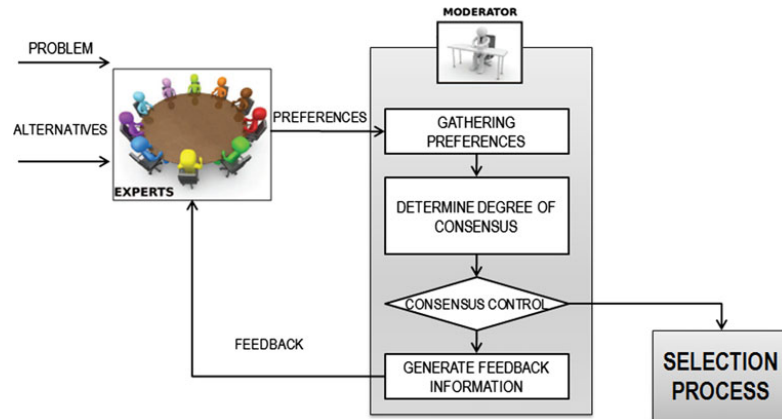 MODERATOR
PROBLEM
ALTERNATIVES
EXPERTS
PREFERENCES
GATHERING
PREFERENCES
DETERMINE DEGREE OF
CONSENSUS
CONSENSUS CONTROL
FEEDBACK
GENERATE FEEDBACK
INFORMATION
SELECTION
PROCESS